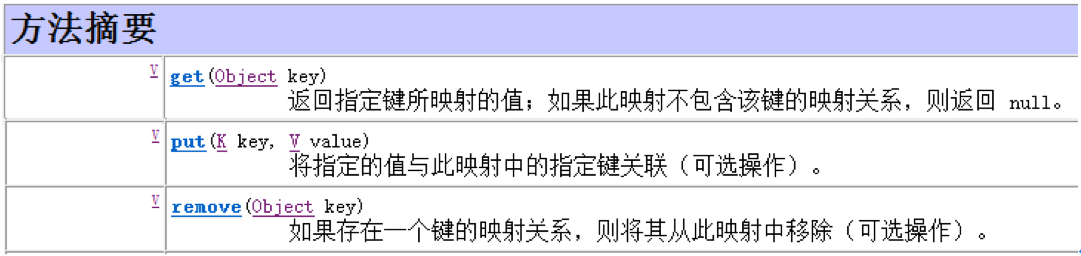 方法摘要
V get(Object key)
返回指定键所映射的值；如果此映射不包含该键的映射关系，则返回 null。
V put(K key, V value)
将指定的值与此映射中的指定键关联（可选操作）。
V remove(Object key)
如果存在一个键的映射关系，则将其从此映射中移除（可选操作）。